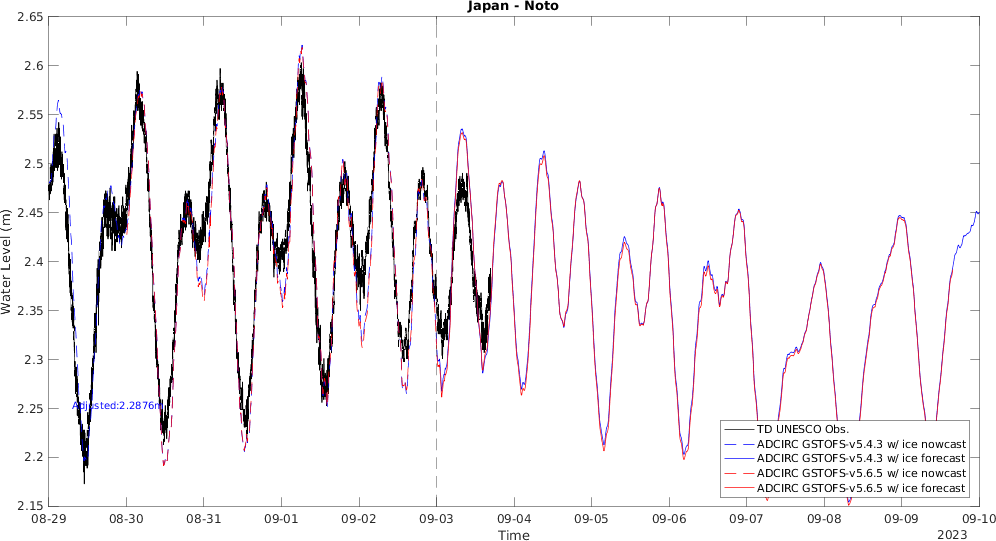 Japan - Noto
Water Level (m)
2.65
2.6
2.55
2.5
2.45
2.4
2.35
2.3
2.25
2.2
2.15
Adjusted:2.2876m
TD UNESCO Obs.
ADCIRC GSTOFS-v5.4.3 w/ ice nowcast
ADCIRC GSTOFS-v5.4.3 w/ ice forecast
ADCIRC GSTOFS-v5.6.5 w/ ice nowcast
ADCIRC GSTOFS-v5.6.5 w/ ice forecast
08-29 08-30 08-31 09-01 09-02 09-03 09-04 09-05 09-06 09-07 09-08 09-09 09-10
Time
2023